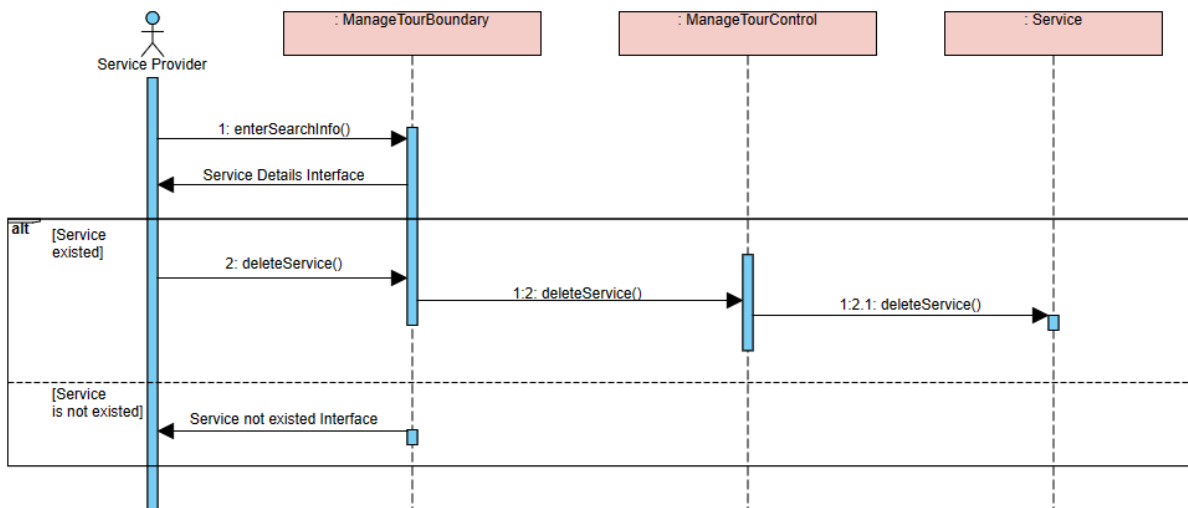 : ManageTourBoundary
: ManageTourControl
: Service
Service Provider
1: enterSearchInfo()
Service Details Interface
alt
[Service
existed]
2: deleteService()
1:2: deleteService()
1:2.1: deleteService()
[Service
is not existed]
Service not existed Interface